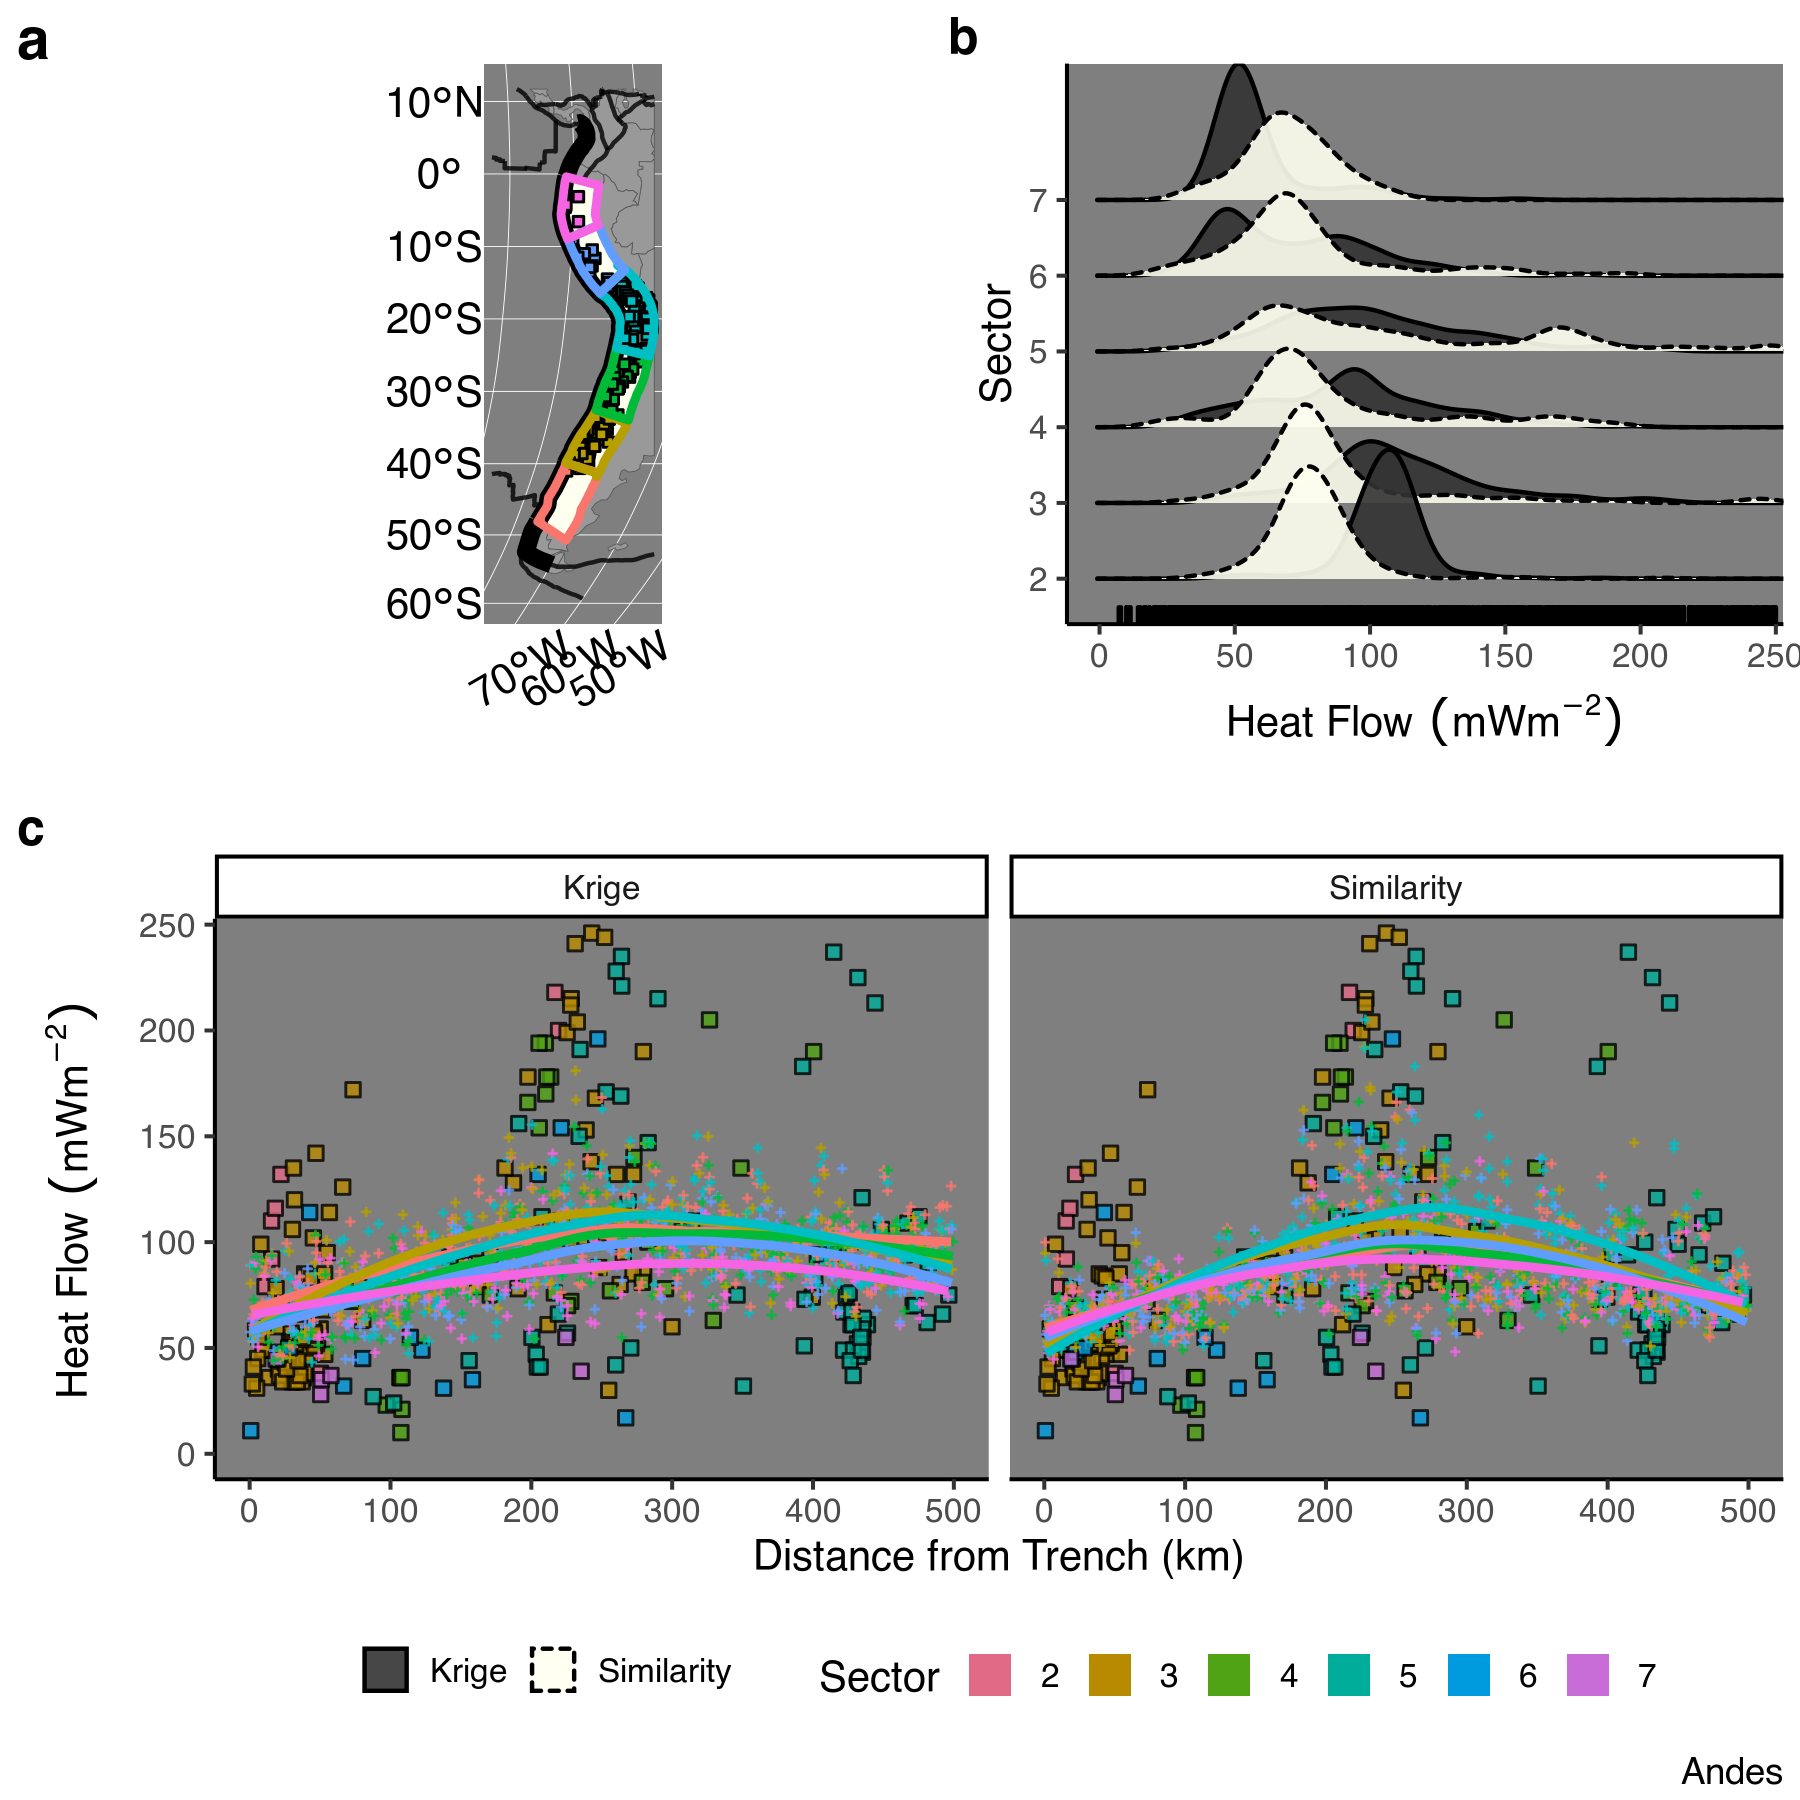 a
10°N
0°
10°S
20°S
30°S
40°S
50°S
60°S
70°W 60°W 50°W
b
Sector
7
6
5
4
3
2
0 50 100 150 200 250
Heat Flow (mWm−2)
c
Krige Similarity
Heat Flow (mWm−2)
250
200
150
100
50
0
0 100 200 300 400 500 0 100 200 300 400 500
Distance from Trench (km)
Krige Similarity Sector 2 3 4 5 6 7
Andes